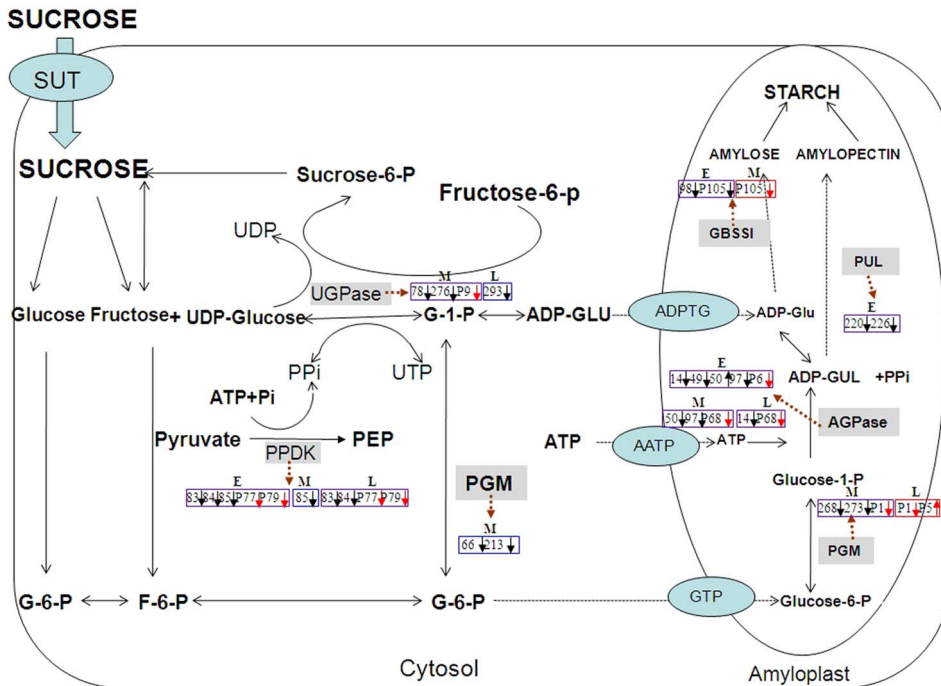 SUCROSE
SUT
SUCROSE
STARCH
AMYLOSE AMYLOPECTIN
E M
98 P105 P105
GBSSI
Sucrose-6-P
Fructose-6-p
UDP
PUL
E
220 226
UGPase
M L
78 276 P9 293
Glucose Fructose + UDP-Glucose G-1-P ADP-GLU ADPTG ADP-Glu
PPi UTP
E
14 49 50 97 P6
ADP-GUL +PPi
ATP+Pi
M L
50 97 P68 14 P68
AGPase
Pyruvate PEP
PPDK
ATP AATP ATP
E M L
83 84 85 P77 P79 85 83 84 P77 P79
PGM
M
66 213
Glucose-1-P
M L
268 273 P1 P1 P5
PGM
G-6-P F-6-P G-6-P GTP Glucose-6-P
Cytosol
Amyloplast